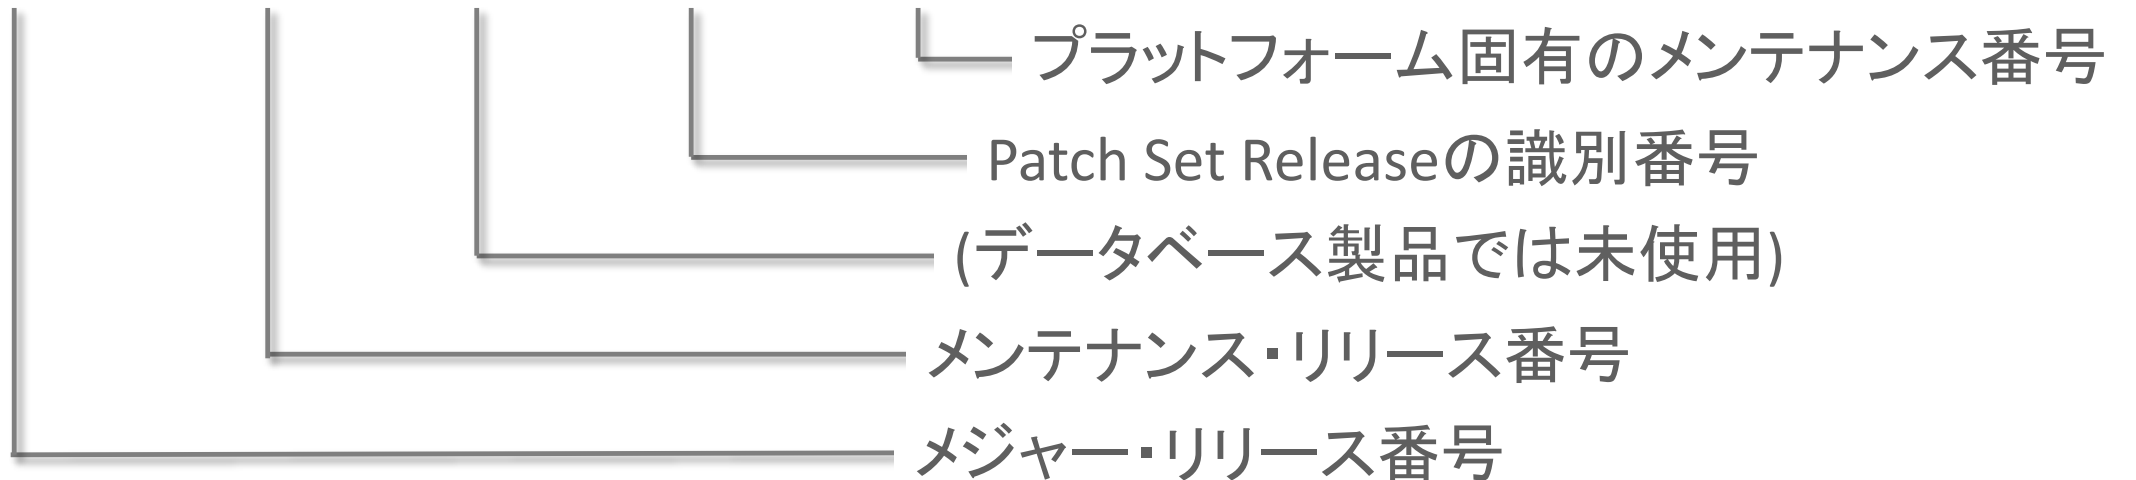 プラットフォーム固有のメンテナンス番号
Patch Set Releaseの識別番号
(データベース製品では未使用)
メンテナンス・リリース番号
メジャー・リリース番号